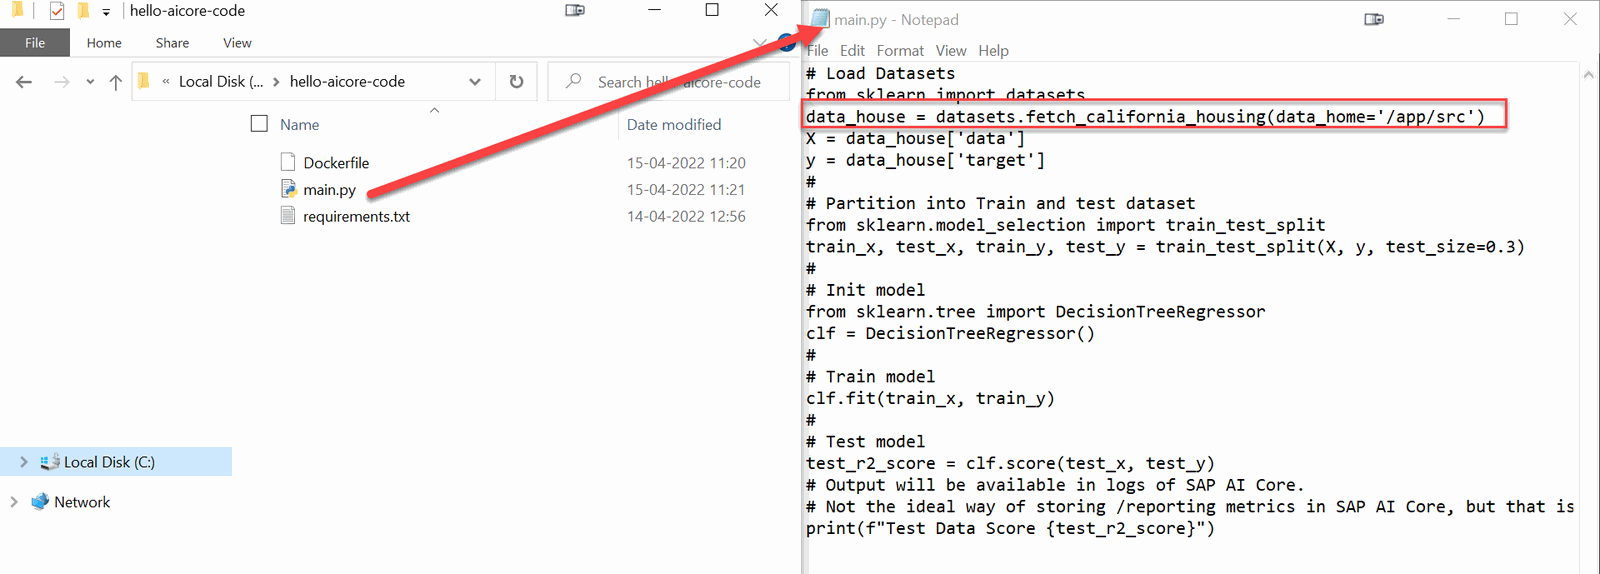 hello-aicore-code
File Home Share View
« Local Disk (... > hello-aicore-code
Search hello-aicore-code
Name Date modified
Dockerfile 15-04-2022 11:20
main.py 15-04-2022 11:21
requirements.txt 14-04-2022 12:56
Local Disk (C:)
Network
main.py - Notepad
File Edit Format View Help
# Load Datasets
from sklearn import datasets
data_house = datasets.fetch_california_housing(data_home='/app/src')
X = data_house['data']
y = data_house['target']
#
# Partition into Train and test dataset
from sklearn.model_selection import train_test_split
train_x, test_x, train_y, test_y = train_test_split(X, y, test_size=0.3)
#
# Init model
from sklearn.tree import DecisionTreeRegressor
clf = DecisionTreeRegressor()
#
# Train model
clf.fit(train_x, train_y)
#
# Test model
test_r2_score = clf.score(test_x, test_y)
# Output will be available in logs of SAP AI Core.
# Not the ideal way of storing /reporting metrics in SAP AI Core, but that is
print(f"Test Data Score {test_r2_score}")